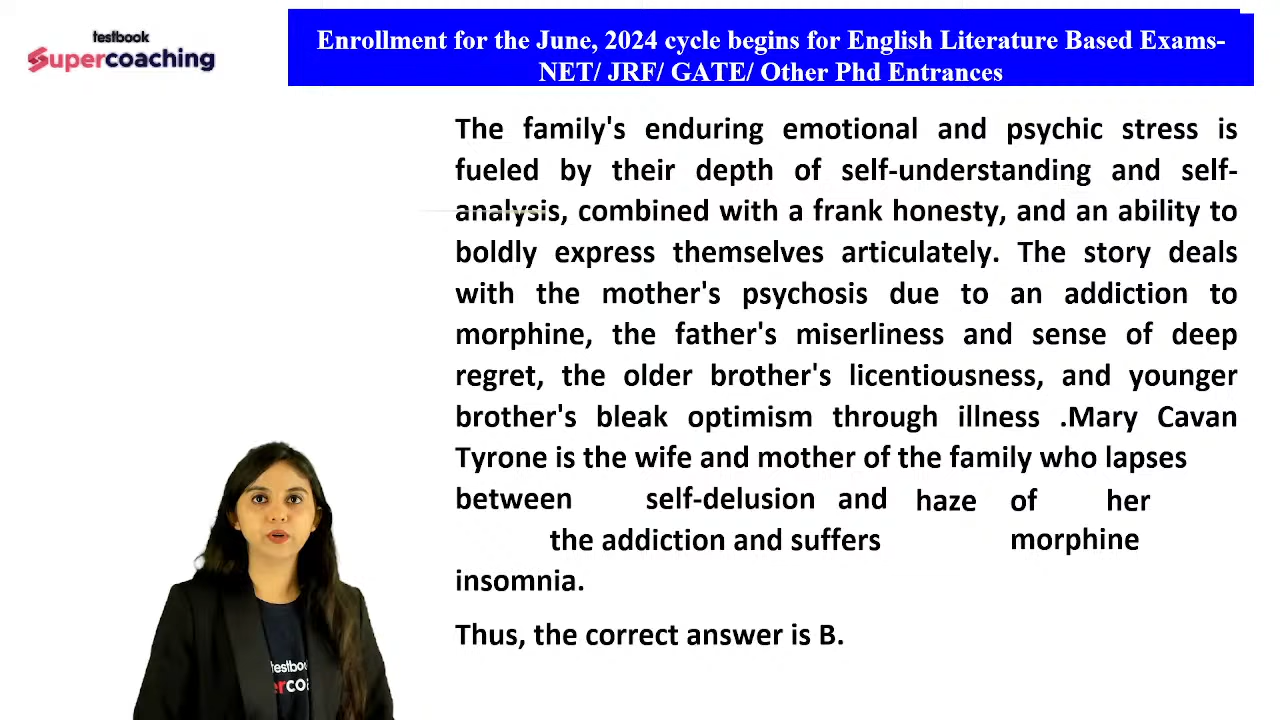 testbook
Supercoaching
Enrollment for the June, 2024 cycle begins for English Literature Based Exams-
NET/ JRF/ GATE/ Other Phd Entrances
The family's enduring emotional and psychic stress is
fueled by their depth of self-understanding and self-
analysis, combined with a frank honesty, and an ability to
boldly express themselves articulately. The story deals
with the mother's psychosis due to an addiction to
morphine, the father's miserliness and sense of deep
regret, the older brother's licentiousness, and younger
brother's bleak optimism through illness .Mary Cavan
Tyrone is the wife and mother of the family who lapses
between self-delusion and haze of her
the addiction and suffers morphine
insomnia.
Thus, the correct answer is B.
testboo
ercoa